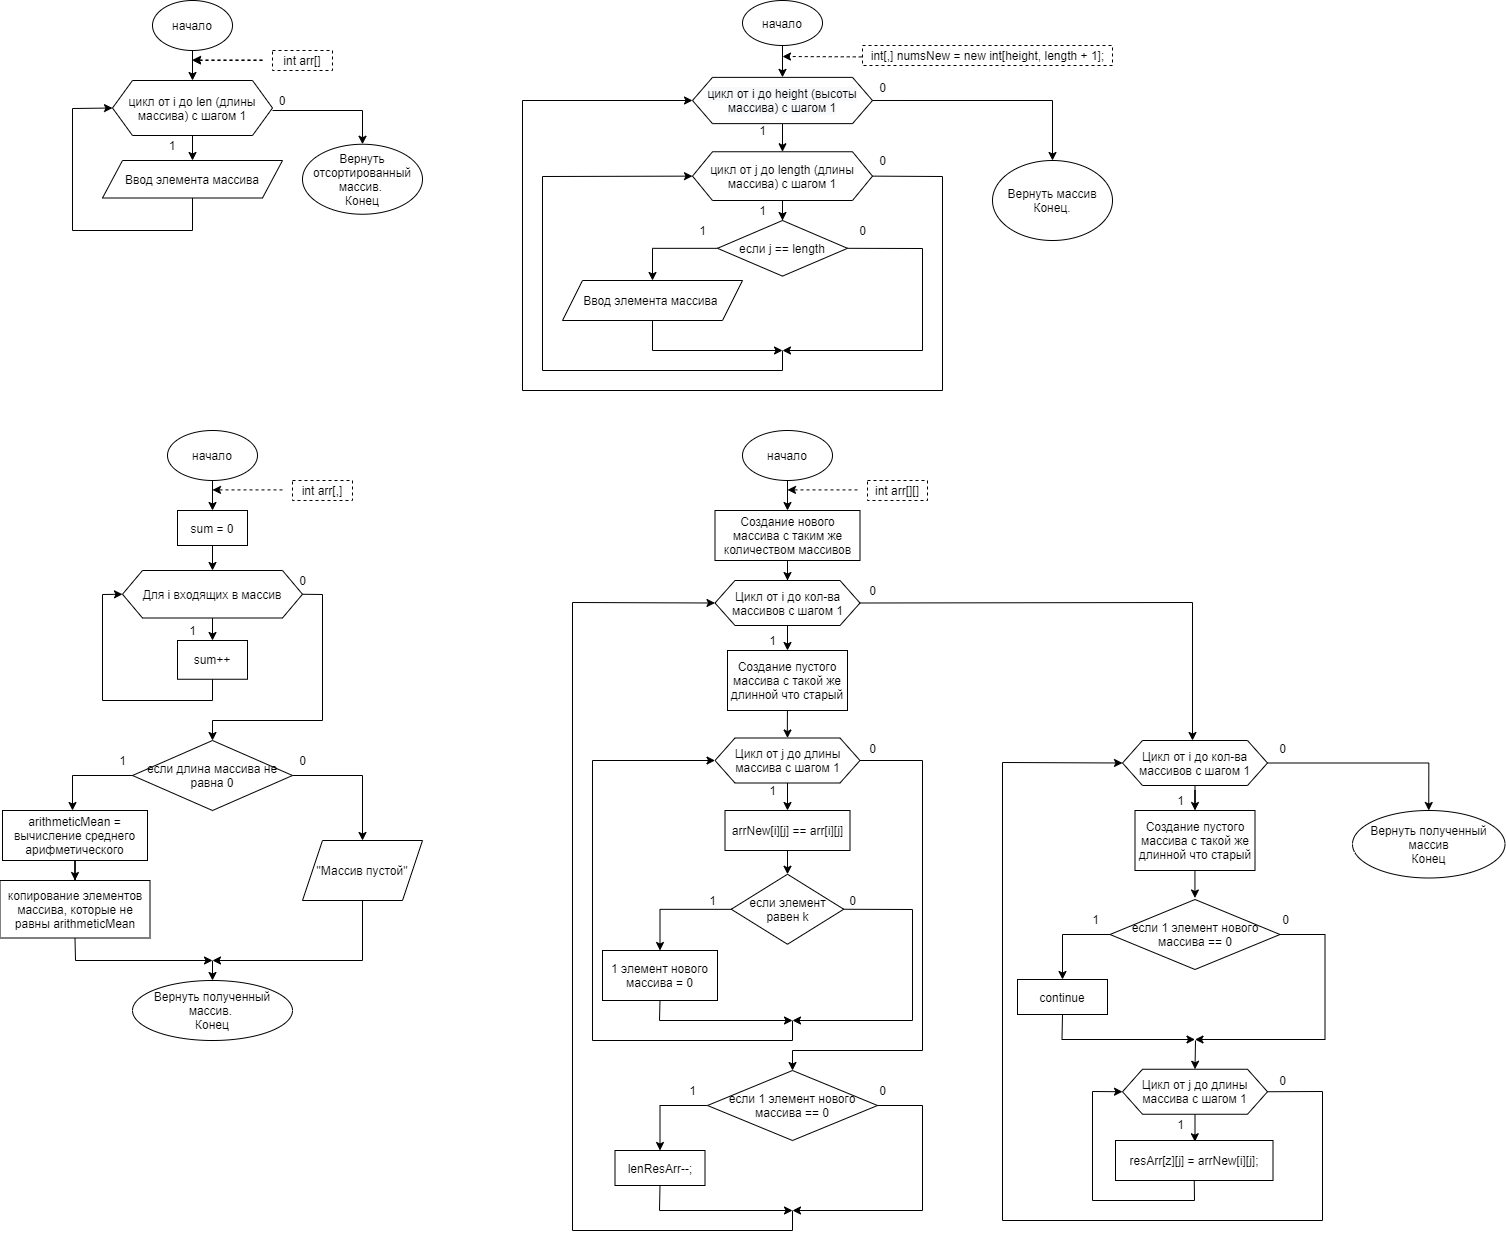 начало
int arr[]
цикл от i до len (длины
массива) с шагом 1
0
1
Ввод элемента массива
Вернуть
отсортированный
массив.
Конец
начало
int[,] numsNew = new int[height, length + 1];
цикл от i до height (высоты
массива) с шагом 1
0
1
цикл от j до length (длины
массива) с шагом 1
0
1
если j == length
1
0
Ввод элемента массива
Вернуть массив
Конец.
начало
int arr[,]
sum = 0
Для i входящих в массив
0
1
sum++
если длина массива не
равна 0
1
0
arithmeticMean =
вычисление среднего
арифметического
"Массив пустой"
копирование элементов
массива, которые не
равны arithmeticMean
Вернуть полученный
массив.
Конец
начало
int arr[][]
Создание нового
массива с таким же
количеством массивов
Цикл от i до кол-ва
массивов с шагом 1
0
1
Создание пустого
массива с такой же
длинной что старый
Цикл от j до длины
массива с шагом 1
0
1
arrNew[i][j] == arr[i][j]
если элемент
равен k
1
0
1 элемент нового
массива = 0
если 1 элемент нового
массива == 0
1
0
lenResArr--;
Цикл от i до кол-ва
массивов с шагом 1
0
1
Создание пустого
массива с такой же
длинной что старый
Вернуть полученный
массив
Конец
если 1 элемент нового
массива == 0
1
0
continue
Цикл от j до длины
массива с шагом 1
0
1
resArr[z][j] = arrNew[i][j];